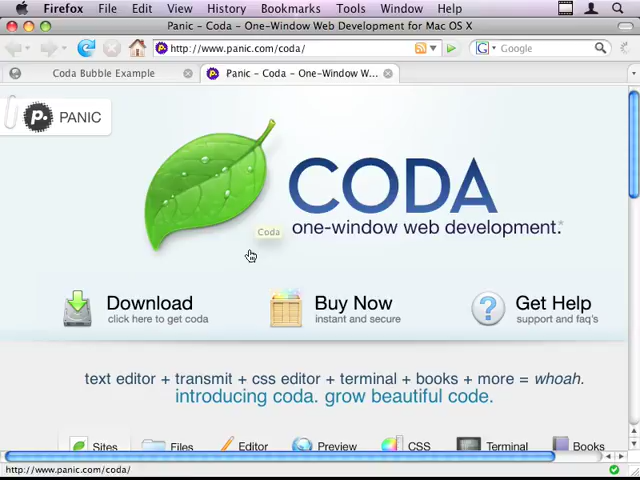 Firefox File Edit View History Bookmarks Tools Window Help
Panic - Coda - One-Window Web Development for Mac OS X
http://www.panic.com/coda/
Google
Coda Bubble Example
Panic - Coda - One-Window W...
PANIC
CODA
one-window web development.
Coda
Download
click here to get coda
Buy Now
instant and secure
Get Help
support and faq's
text editor + transmit + css editor + terminal + books + more = whoah.
introducing coda. grow beautiful code.
Sites Files Editor Preview CSS Terminal Books
http://www.panic.com/coda/